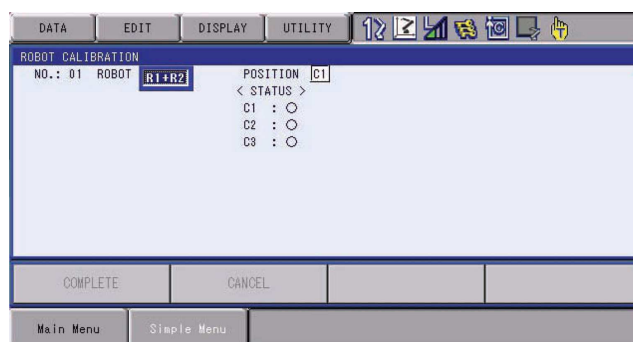 DATA EDIT DISPLAY UTILITY
ROBOT CALIBRATION
NO.: 01 ROBOT R1+R2 POSITION C1
< STATUS >
C1 : ○
C2 : ○
C3 : ○
COMPLETE CANCEL
Main Menu Simple Menu